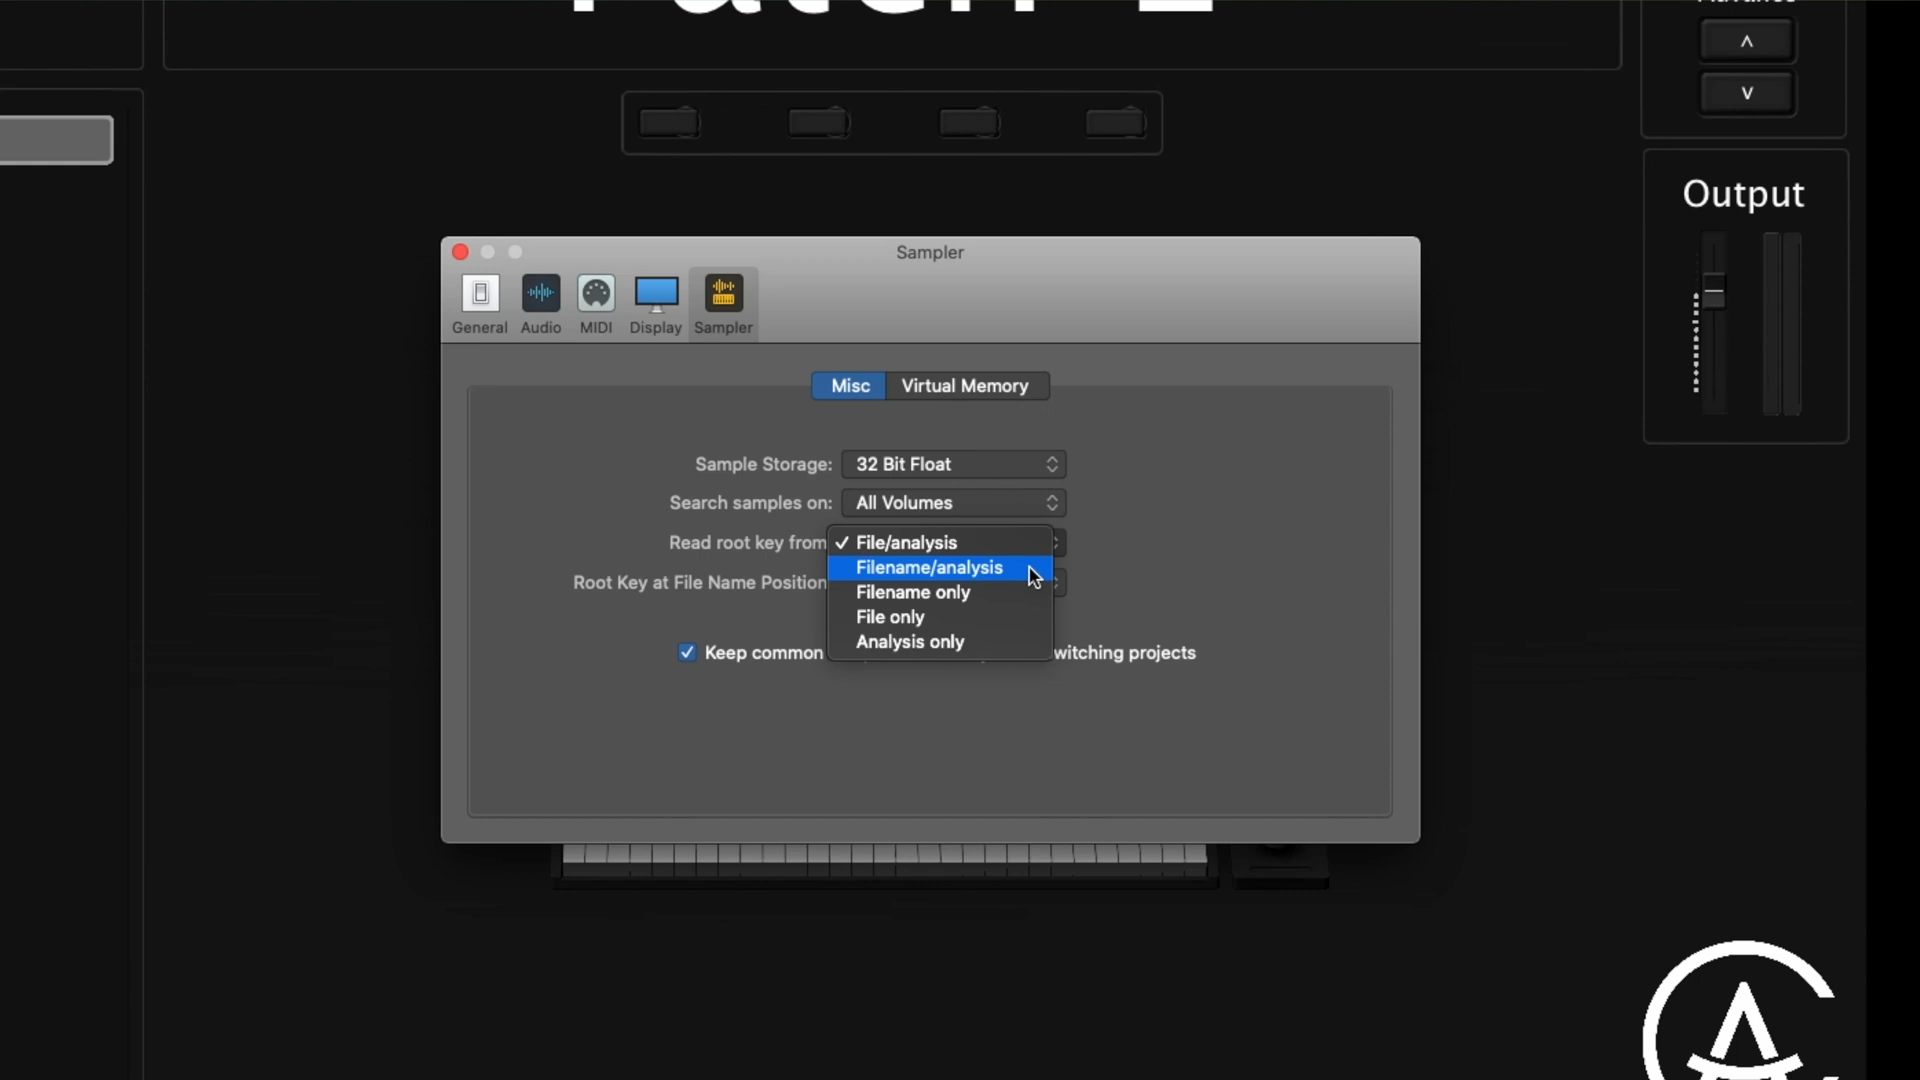 Sampler
General Audio MIDI Display Sampler
Misc Virtual Memory
Sample Storage: 32 Bit Float
Search samples on: All Volumes
Read root key from ✓ File/analysis
Filename/analysis
Root Key at File Name Position
Filename only
File only
Analysis only
Keep common witching projects
Output